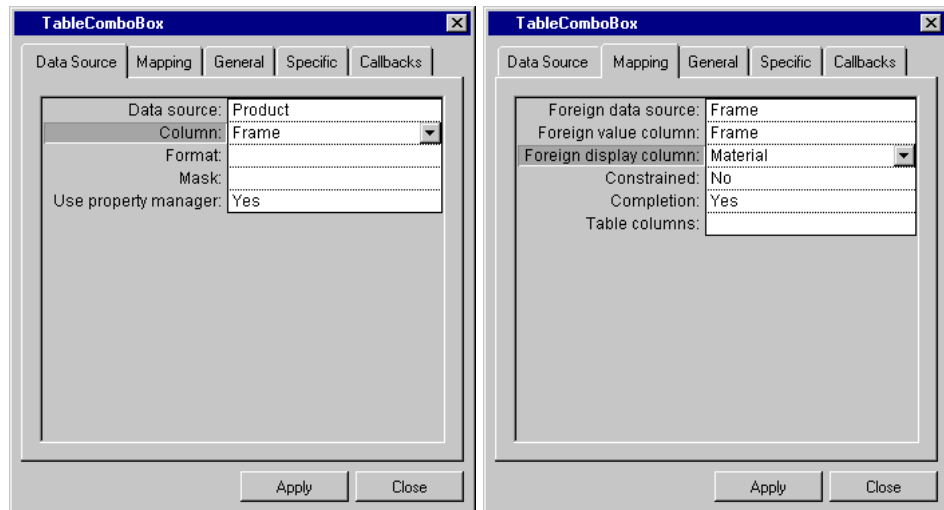 TableComboBox
Data Source Mapping General Specific Callbacks
Data source: Product
Column: Frame
Format:
Mask:
Use property manager: Yes
Apply Close
TableComboBox
Data Source Mapping General Specific Callbacks
Foreign data source: Frame
Foreign value column: Frame
Foreign display column: Material
Constrained: No
Completion: Yes
Table columns:
Apply Close